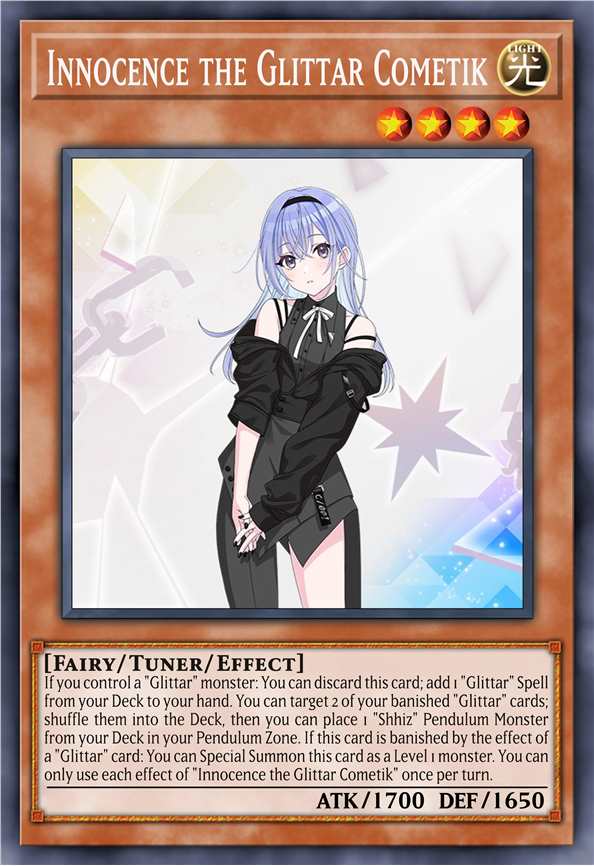 Innocence the Glittar Cometik
LIGHT
光
[Fairy/Tuner/Effect]
If you control a "Glittar" monster: You can discard this card; add 1 "Glittar" Spell
from your Deck to your hand. You can target 2 of your banished "Glittar" cards;
shuffle them into the Deck, then you can place 1 "Shhiz" Pendulum Monster
from your Deck in your Pendulum Zone. If this card is banished by the effect of
a "Glittar" card: You can Special Summon this card as a Level 1 monster. You can
only use each effect of "Innocence the Glittar Cometik" once per turn.
ATK/1700 DEF/1650